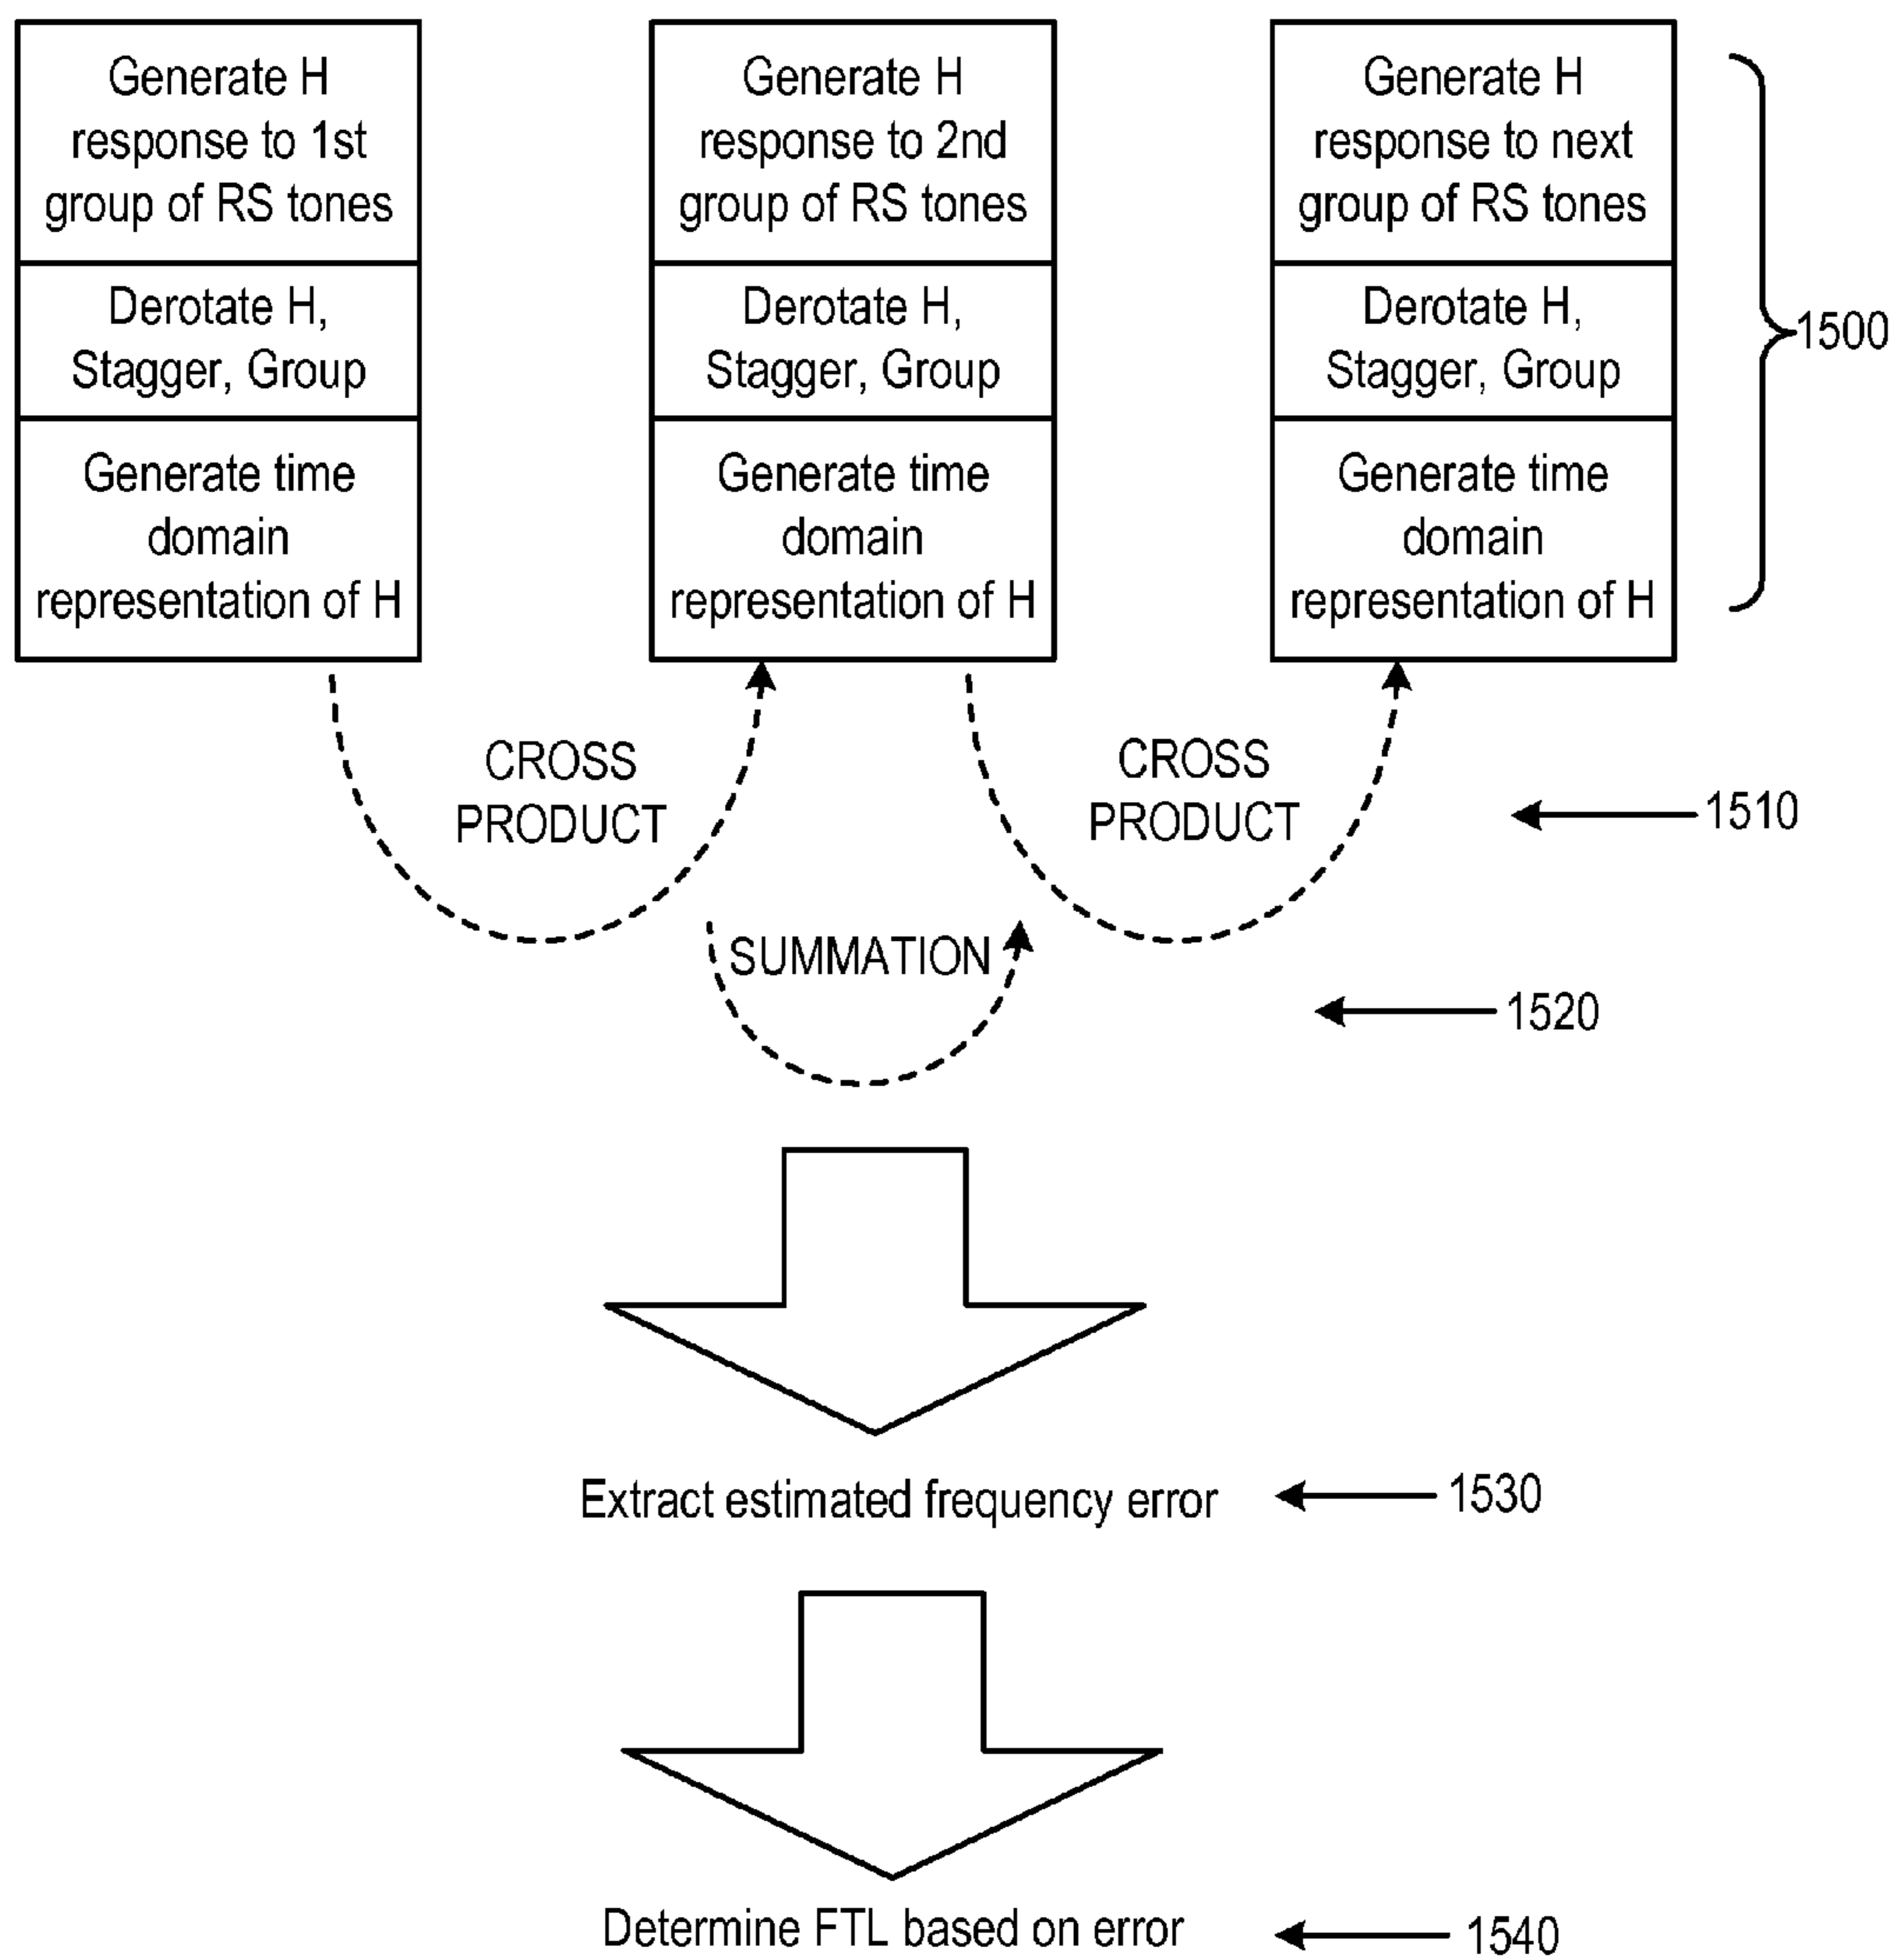 Generate H
response to 1st
group of RS tones
Derotate H,
Stagger, Group
Generate time
domain
representation of H
Generate H
response to 2nd
group of RS tones
Derotate H,
Stagger, Group
Generate time
domain
representation of H
Generate H
response to next
group of RS tones
Derotate H,
Stagger, Group
Generate time
domain
representation of H
1500
CROSS
PRODUCT
CROSS
PRODUCT
1510
SUMMATION
1520
Extract estimated frequency error
1530
Determine FTL based on error
1540